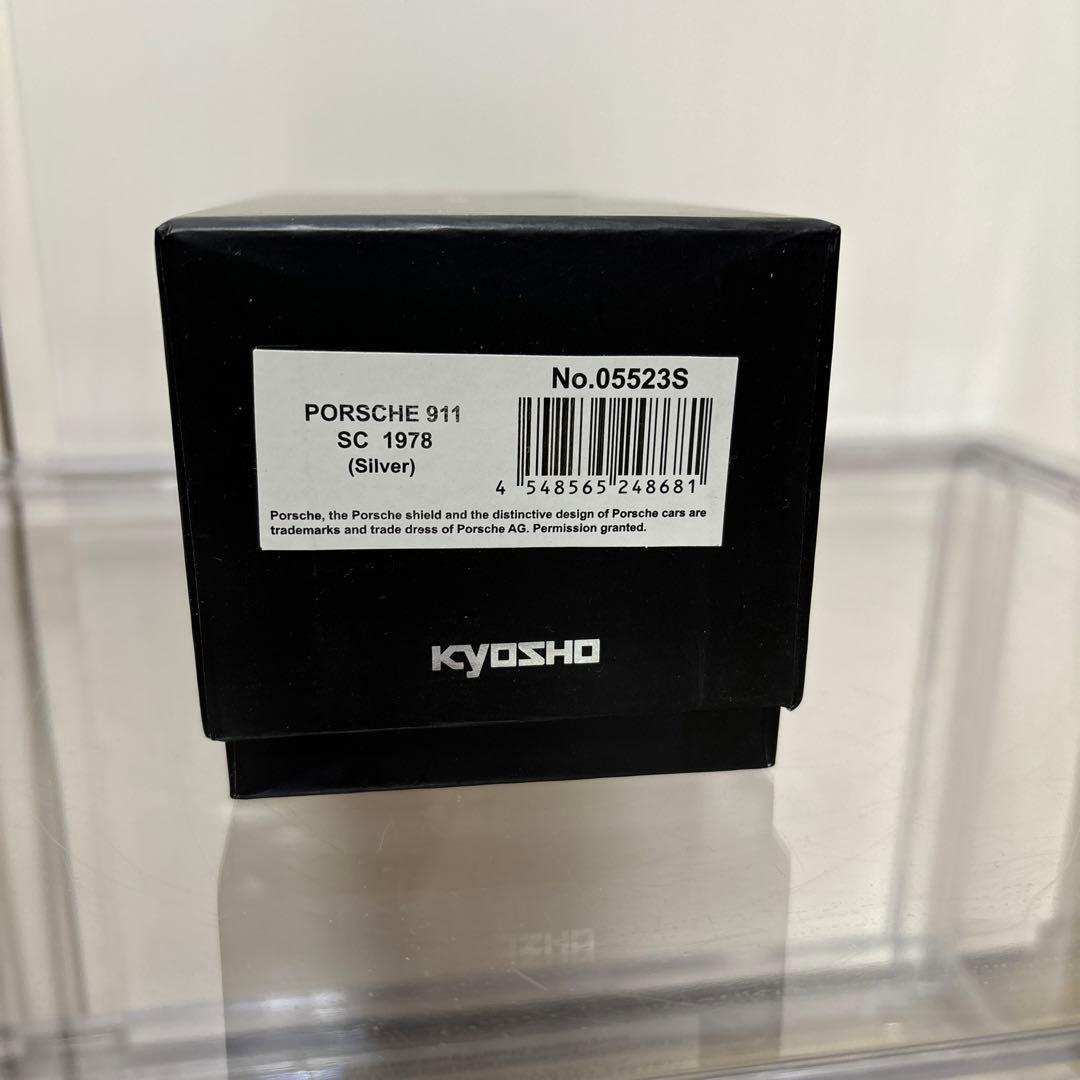 No.05523S
PORSCHE 911
SC 1978
(Silver)
4 548565 248681
Porsche, the Porsche shield and the distinctive design of Porsche cars are
trademarks and trade dress of Porsche AG. Permission granted.
KYOSHO